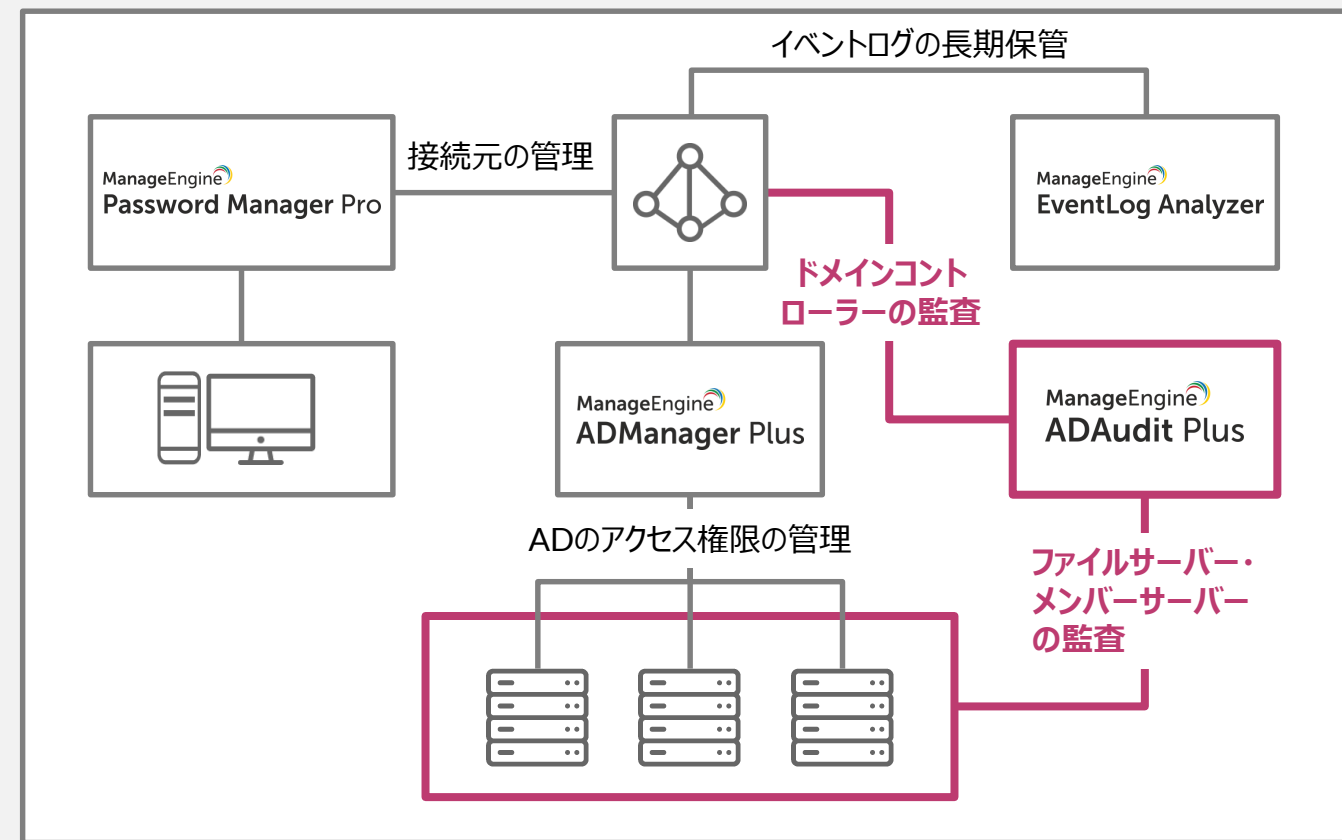 イベントログの長期保管
ManageEngine
Password Manager Pro
接続元の管理
ManageEngine
EventLog Analyzer
ドメインコント
ローラーの監査
ManageEngine
ADManager Plus
ManageEngine
ADAudit Plus
ADのアクセス権限の管理
ファイルサーバー・
メンバーサーバー
の監査